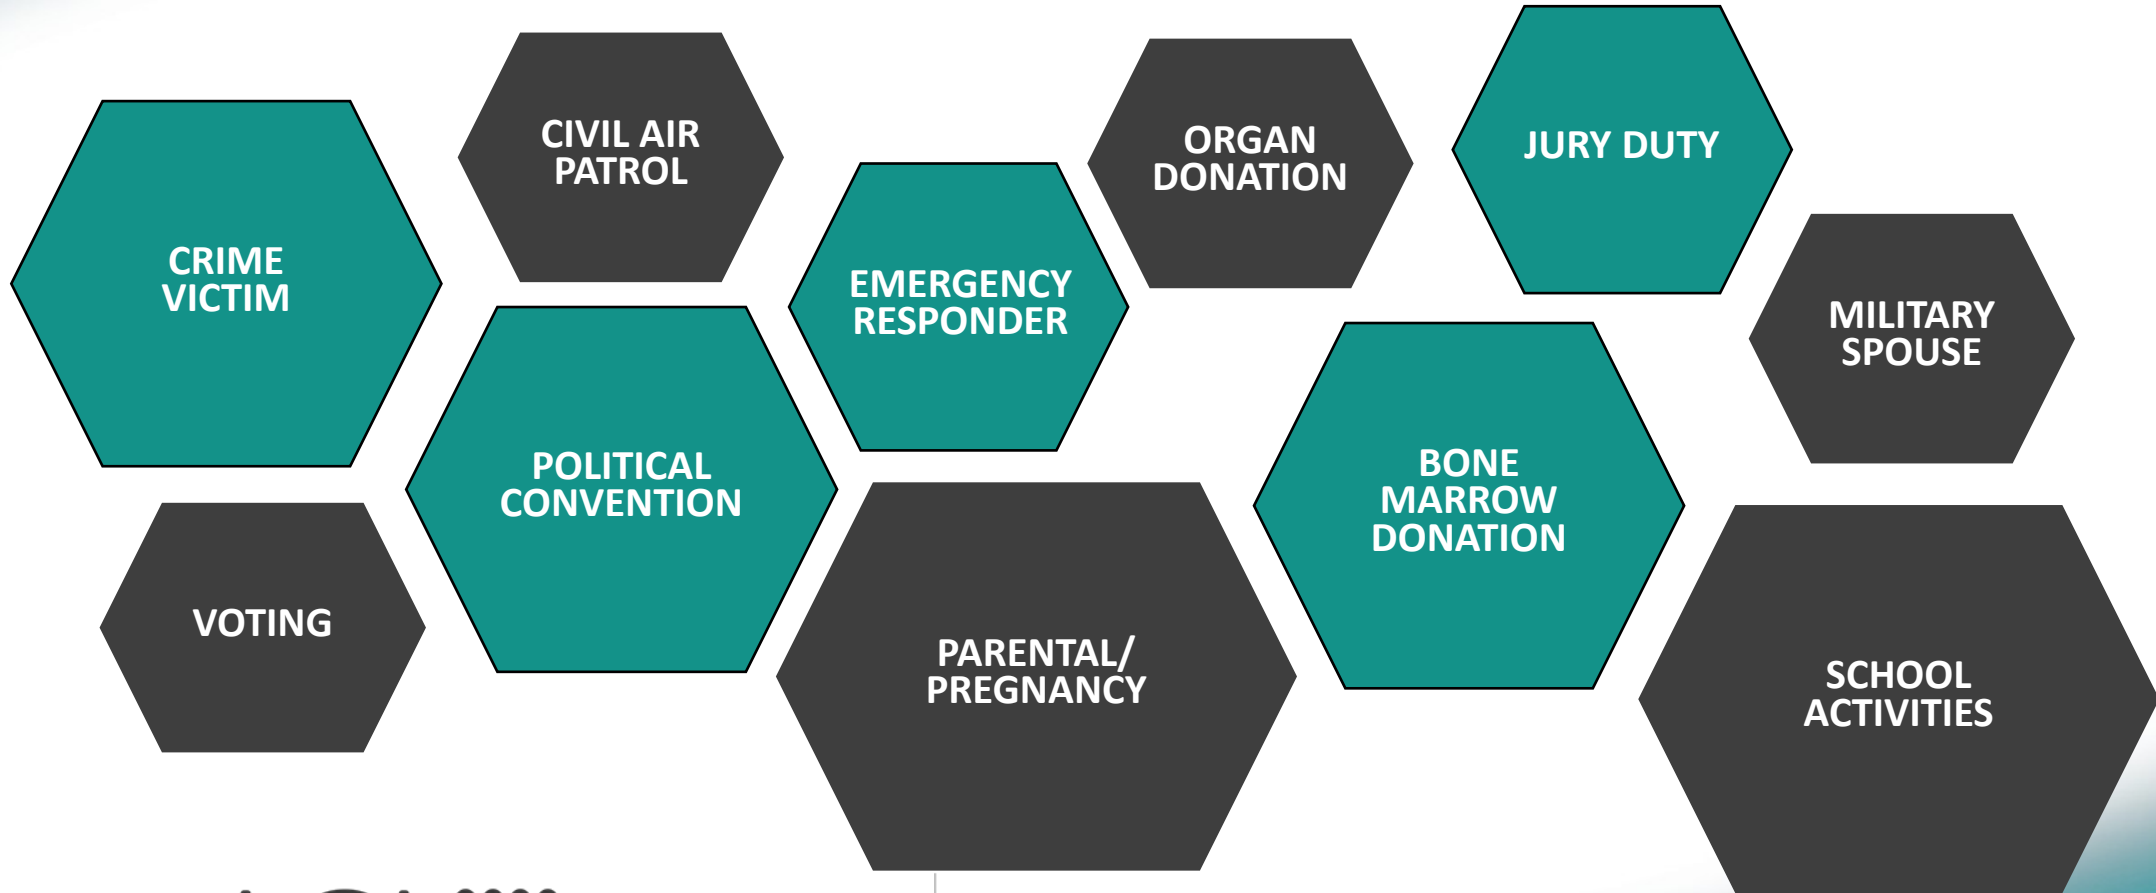 CIVIL AIR
PATROL
ORGAN
DONATION
JURY DUTY
CRIME
VICTIM
EMERGENCY
RESPONDER
MILITARY
SPOUSE
POLITICAL
CONVENTION
BONE
MARROW
DONATION
VOTING
PARENTAL/
PREGNANCY
SCHOOL
ACTIVITIES